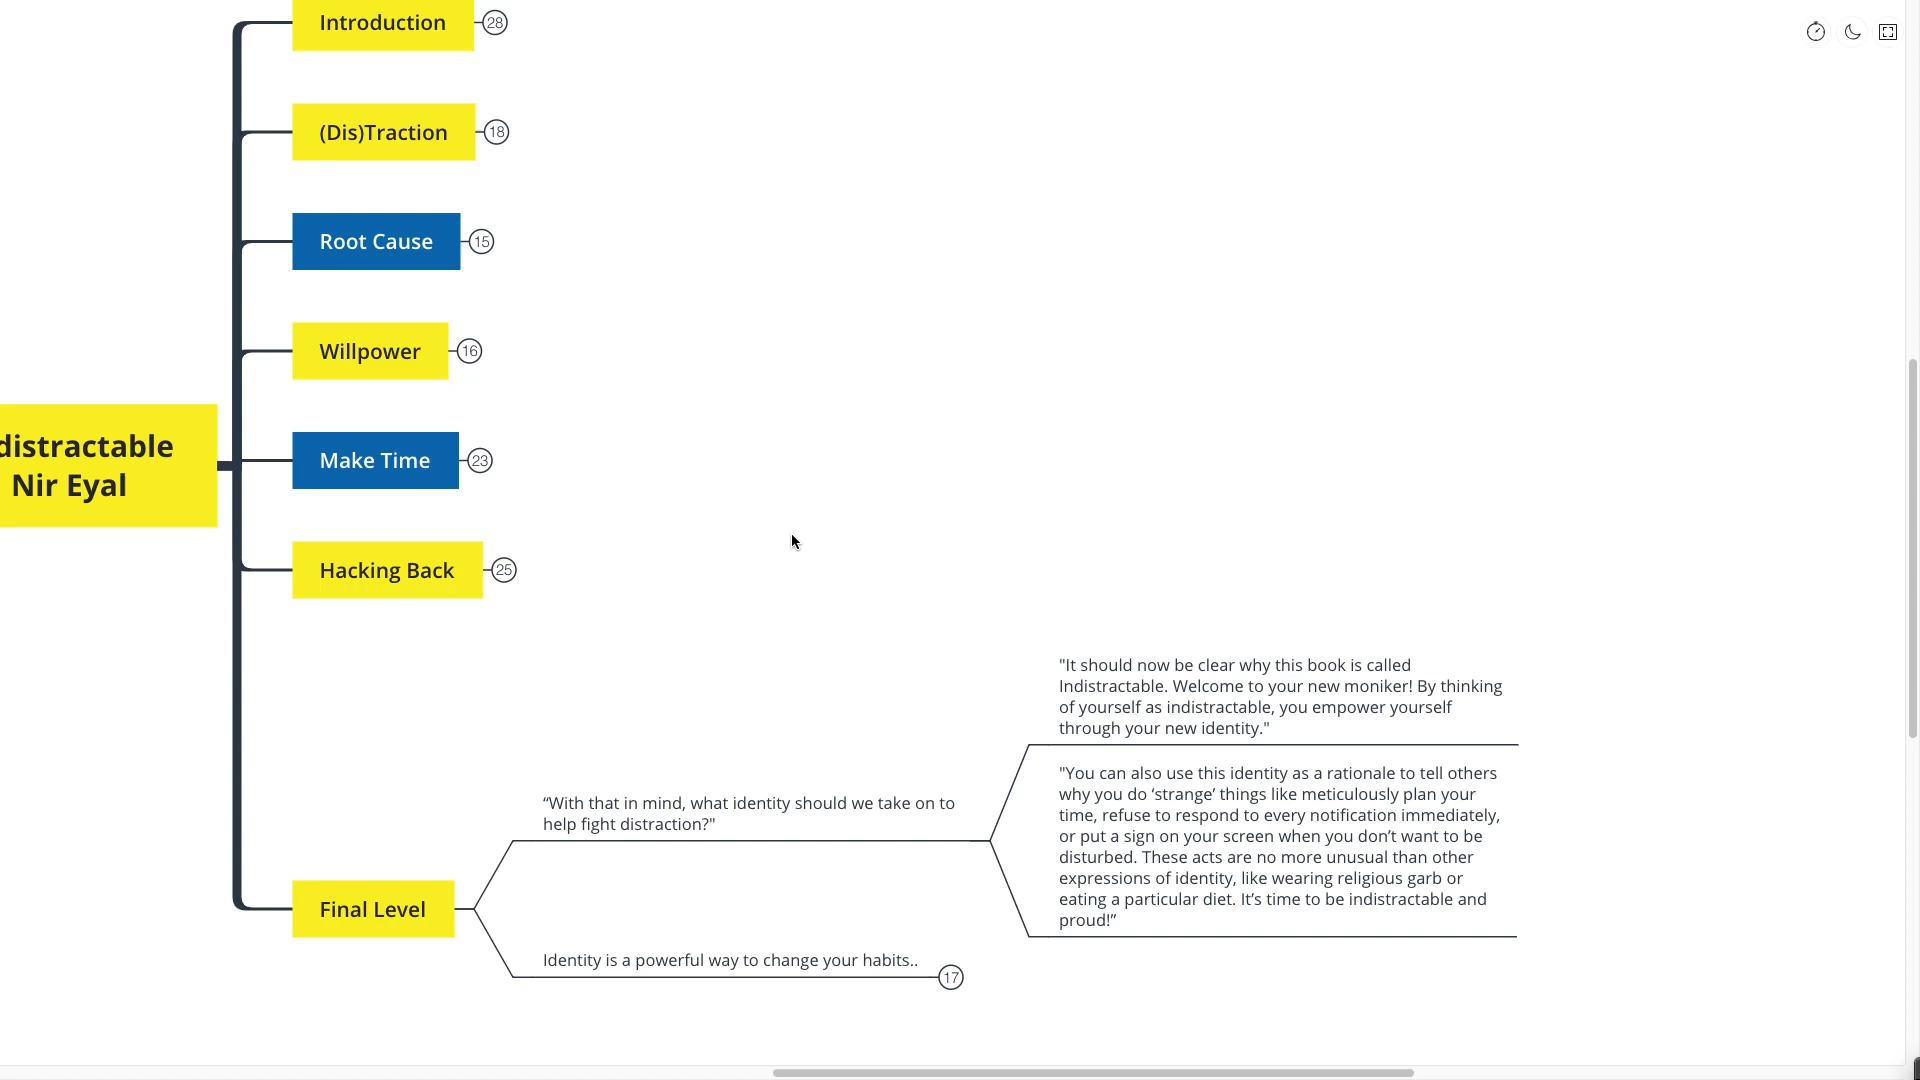 Introduction
28
(Dis)Traction
18
Root Cause
15
Willpower
16
distractable
Nir Eyal
Make Time
23
Hacking Back
25
Final Level
“With that in mind, what identity should we take on to
help fight distraction?"
"It should now be clear why this book is called
Indistractable. Welcome to your new moniker! By thinking
of yourself as indistractable, you empower yourself
through your new identity."
"You can also use this identity as a rationale to tell others
why you do ‘strange’ things like meticulously plan your
time, refuse to respond to every notification immediately,
or put a sign on your screen when you don’t want to be
disturbed. These acts are no more unusual than other
expressions of identity, like wearing religious garb or
eating a particular diet. It’s time to be indistractable and
proud!”
Identity is a powerful way to change your habits..
17